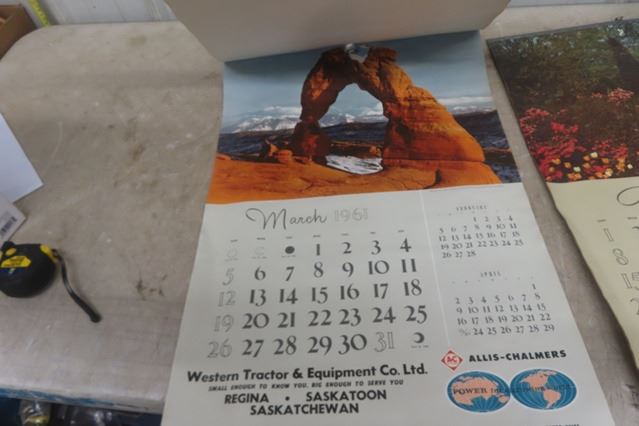 March 1961
1 2 3 4
5 6 7 8 9 10 11
12 13 14 15 16 17 18
19 20 21 22 23 24 25
26 27 28 29 30 31
FEBRUARY
1 2 3 4
5 6 7 8 9 10 11
12 13 14 15 16 17 18
19 20 21 22 23 24 25
26 27 28
APRIL
1
2 3 4 5 6 7 8
9 10 11 12 13 14 15
16 17 18 19 20 21 22
24 25 26 27 28 29
AC ALLIS-CHALMERS
POWER
Western Tractor & Equipment Co. Ltd.
SMALL ENOUGH TO KNOW YOU, BIG ENOUGH TO SERVE YOU
REGINA • SASKATOON
SASKATCHEWAN
1
8
15